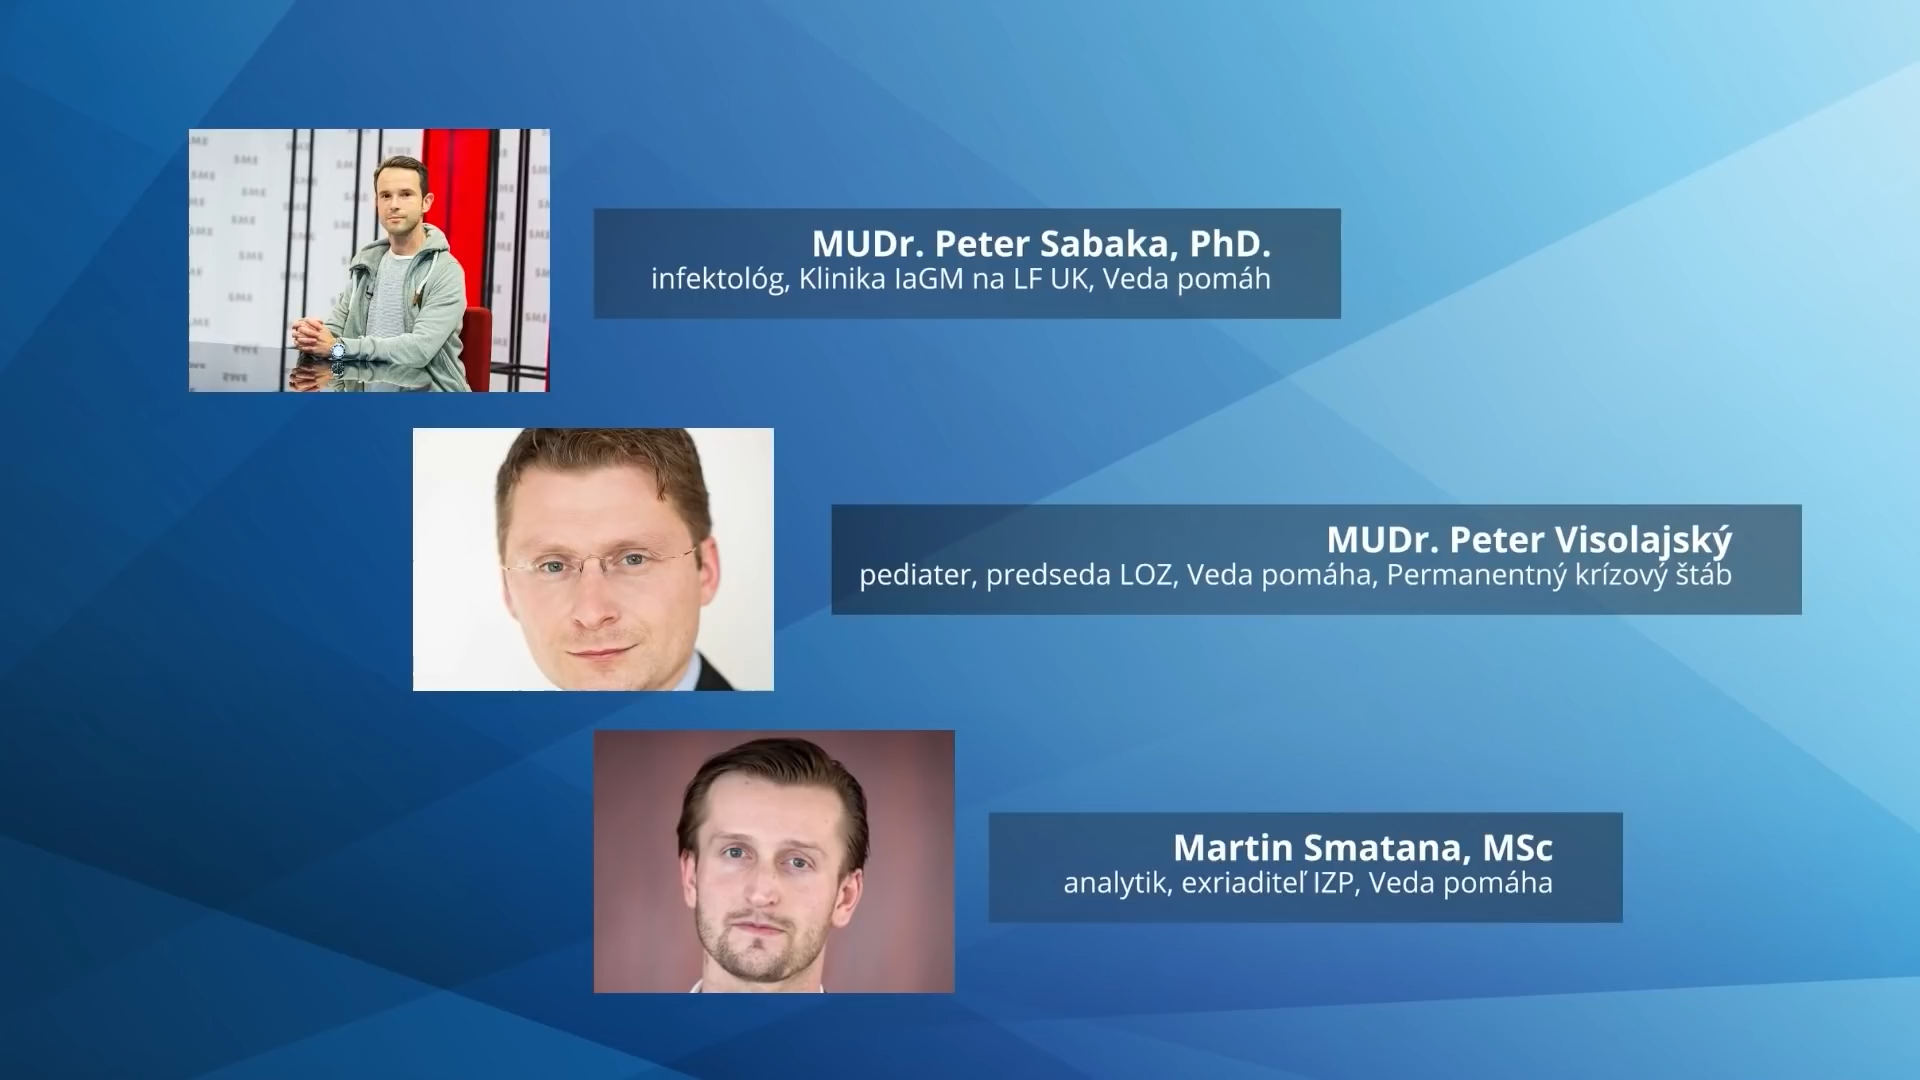 MUDr. Peter Sabaka, PhD.
infektológ, Klinika IaGM na LF UK, Veda pomáh
MUDr. Peter Visolajský
pediater, predseda LOZ, Veda pomáha, Permanentný krízový štáb
Martin Smatana, MSc
analytik, exriaditeľ IZP, Veda pomáha